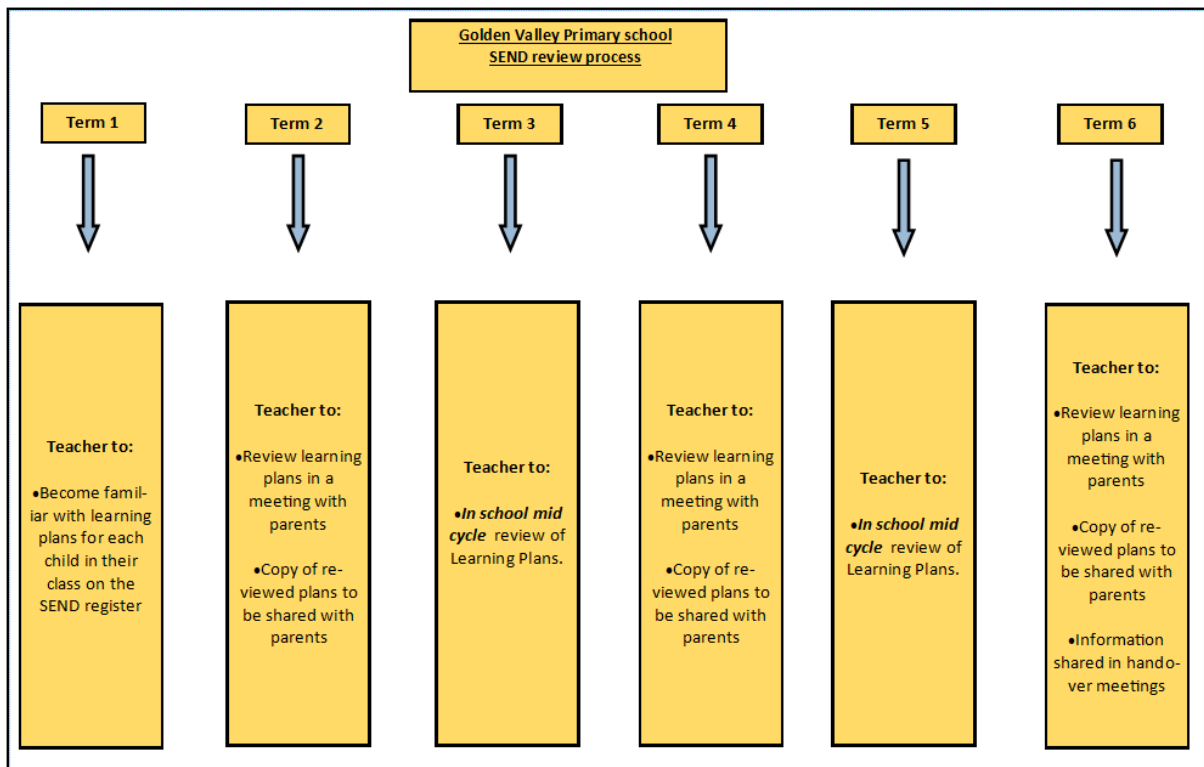 Golden Valley Primary school
SEND review process
Term 1
Term 2
Term 3
Term 4
Term 5
Term 6
Teacher to:
•Become famil-
iar with learning
plans for each
child in their
class on the
SEND register
Teacher to:
•Review learning
plans in a
meeting with
parents
•Copy of re-
viewed plans to
be shared with
parents
Teacher to:
•In school mid
cycle review of
Learning Plans.
Teacher to:
•Review learning
plans in a
meeting with
parents
•Copy of re-
viewed plans to
be shared with
parents
Teacher to:
•In school mid
cycle review of
Learning Plans.
Teacher to:
•Review learning
plans in a
meeting with
parents
•Copy of re-
viewed plans to
be shared with
parents
•Information
shared in hando-
ver meetings